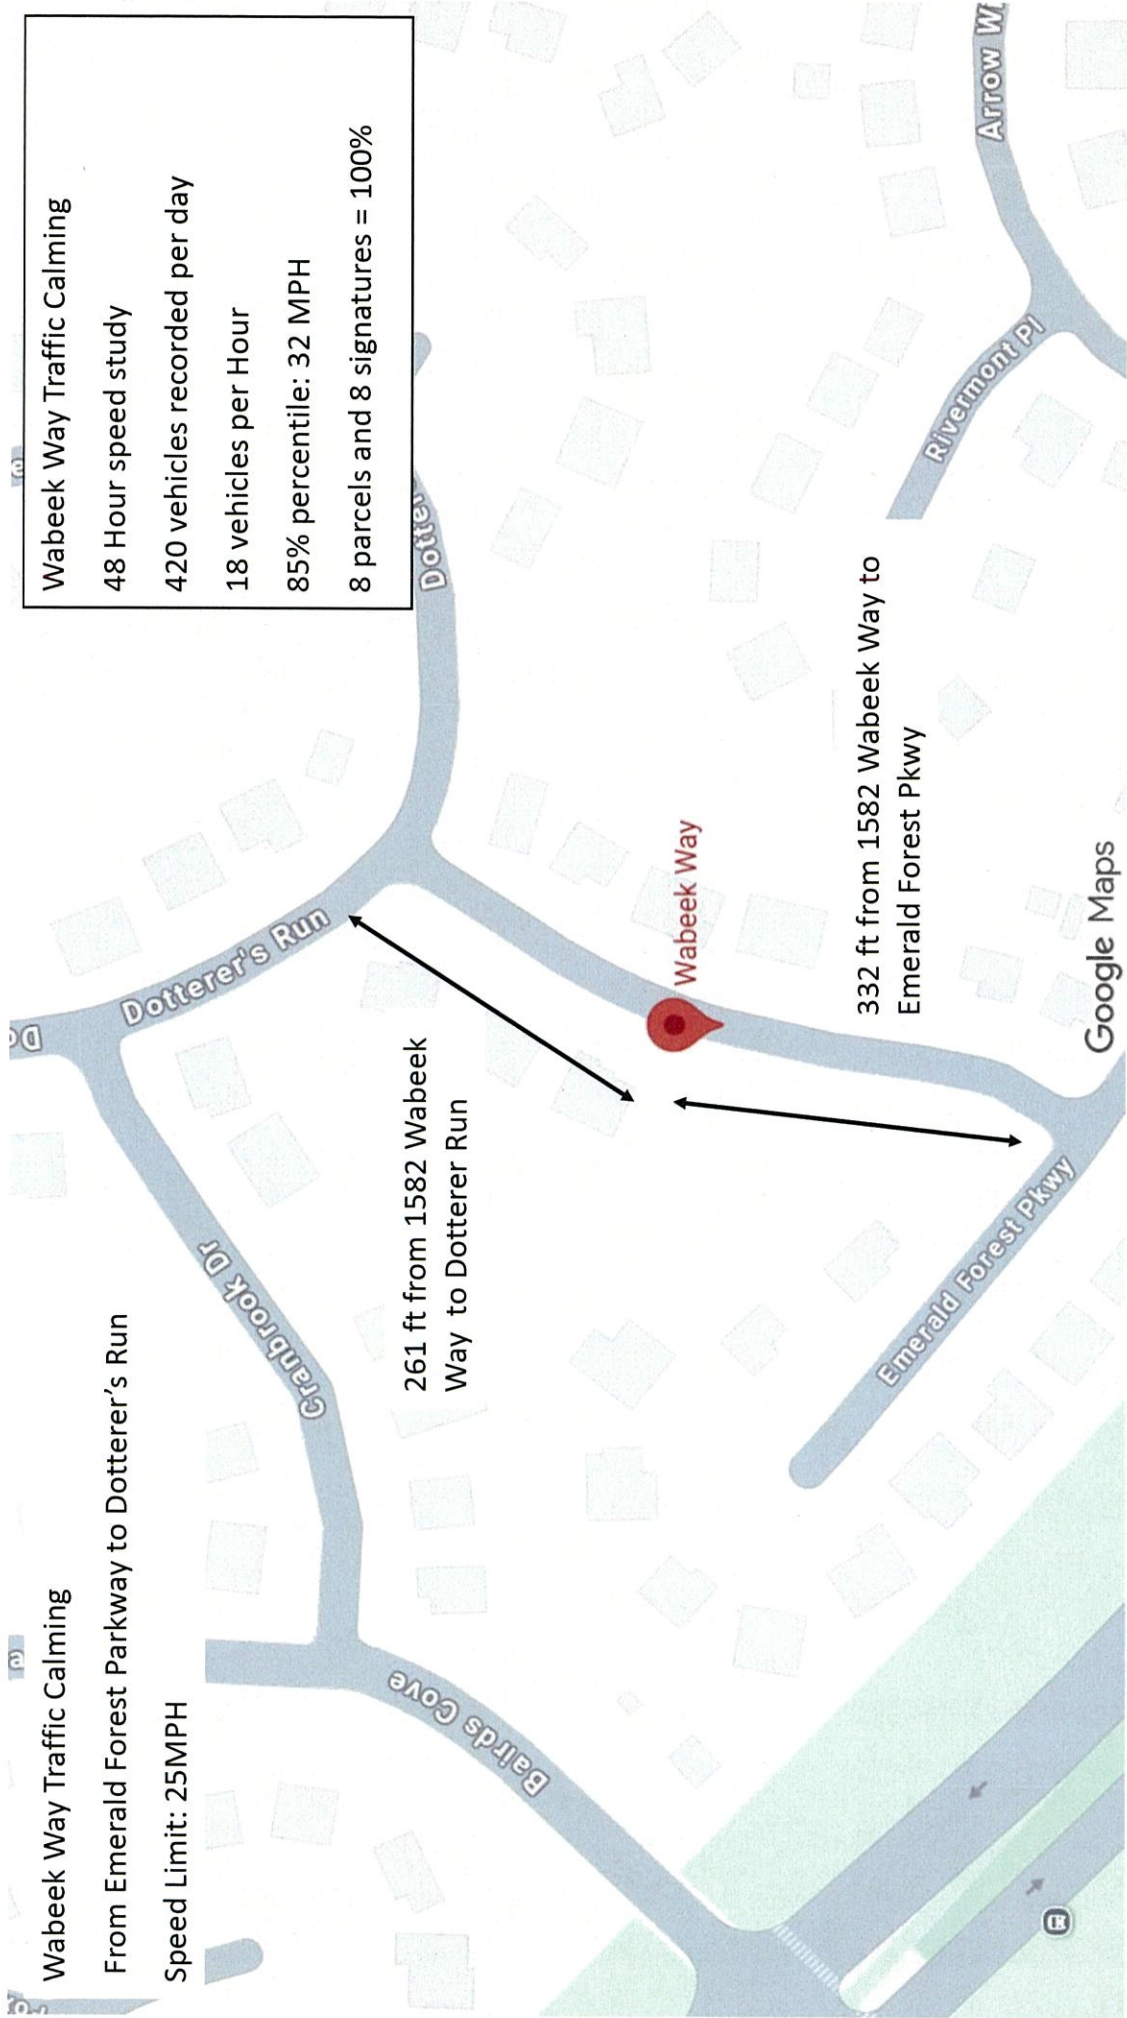 Wabeek Way Traffic Calming
From Emerald Forest Parkway to Dotterer’s Run
Speed Limit: 25MPH
Wabeek Way Traffic Calming
48 Hour speed study
420 vehicles recorded per day
18 vehicles per Hour
85% percentile: 32 MPH
8 parcels and 8 signatures = 100%
Dotterer's Run
Dotter
Cranbrook Dr
Bairds Cove
261 ft from 1582 Wabeek
Way to Dotterer Run
Wabeek Way
332 ft from 1582 Wabeek Way to
Emerald Forest Pkwy
Emerald Forest Pkwy
Rivermont Pl
Arrow Wi
Google Maps